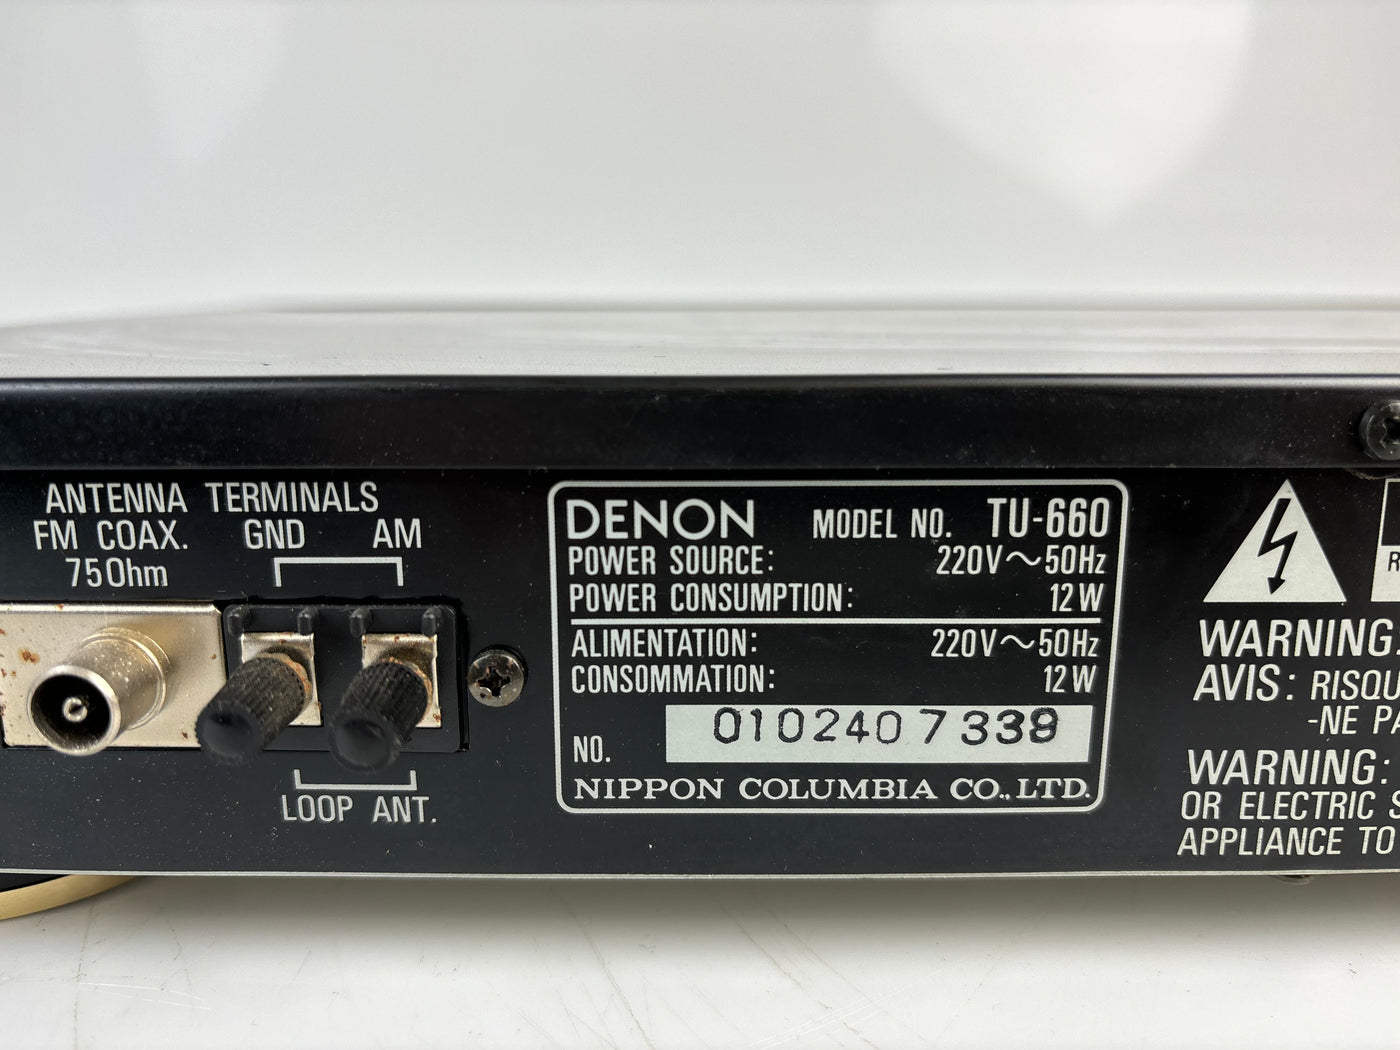 ANTENNA TERMINALS
FM COAX. GND AM
75Ohm
LOOP ANT.
DENON MODEL NO. TU-660
POWER SOURCE: 220V~50Hz
POWER CONSUMPTION: 12W
ALIMENTATION: 220V~50Hz
CONSOMMATION: 12W
NO. 010240 7339
NIPPON COLUMBIA CO., LTD.
R
WARNING.
AVIS: RISQU
-NE PA
WARNING:
OR ELECTRIC S
APPLIANCE TO